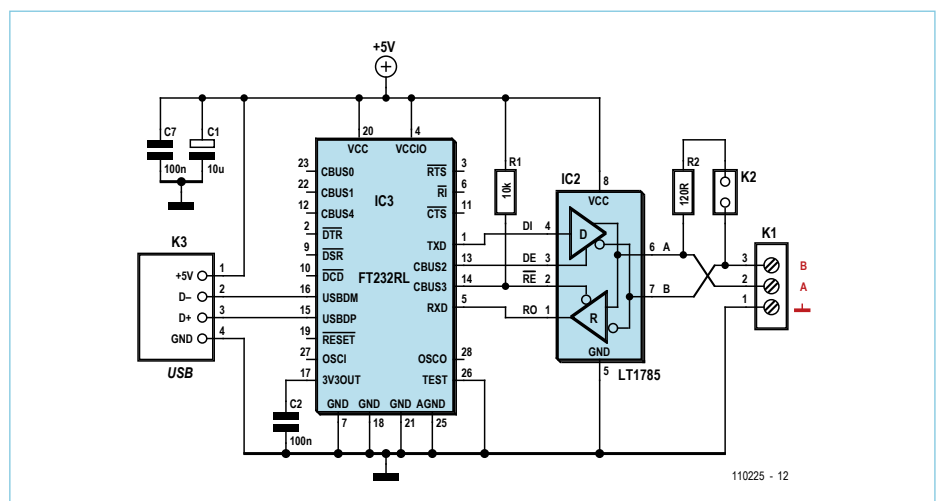 +5V
C7
100n
C1
10u
20
VCC
4
VCCIO
23
CBUS0
22
CBUS1
12
CBUS4
2
DTR
9
DSR
10
DCD
16
USBDM
15
USBDP
19
RESET
27
OSCI
17
3V3OUT
IC3
FT232RL
RTS
3
RI
6
CTS
11
TXD
1
CBUS2
13
CBUS3
14
RXD
5
OSCO
28
TEST
26
GND
GND
GND
AGND
7
18
21
25
K3
+5V
1
D–
2
D+
3
GND
4
USB
C2
100n
R1
10k
IC2
8
VCC
DI
4
D
DE
3
RE
2
RO
1
R
6
A
7
B
GND
5
LT1785
R2
120R
K2
K1
3
B
2
A
1
110225 - 12